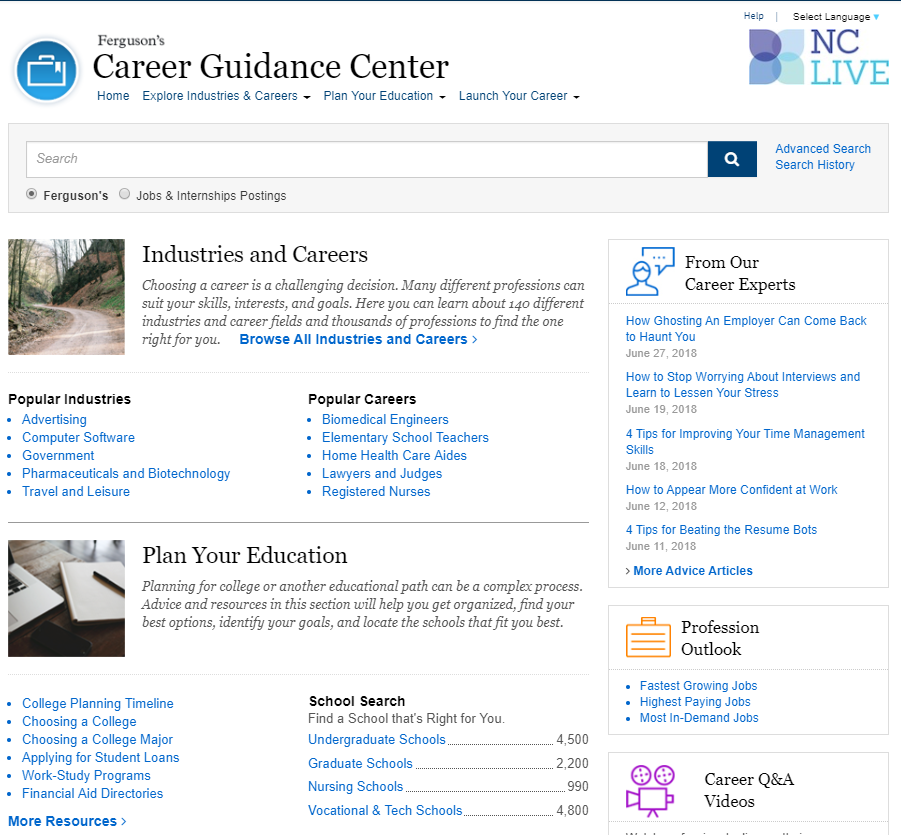 Help | Select Language ▼
NC
LIVE
Ferguson's
Career Guidance Center
Home Explore Industries & Careers Plan Your Education Launch Your Career
Search
Advanced Search
Search History
Ferguson's Jobs & Internships Postings
Industries and Careers
Choosing a career is a challenging decision. Many different professions can
suit your skills, interests, and goals. Here you can learn about 140 different
industries and career fields and thousands of professions to find the one
right for you. Browse All Industries and Careers ›
Popular Industries
• Advertising
• Computer Software
• Government
• Pharmaceuticals and Biotechnology
• Travel and Leisure
Popular Careers
• Biomedical Engineers
• Elementary School Teachers
• Home Health Care Aides
• Lawyers and Judges
• Registered Nurses
Plan Your Education
Planning for college or another educational path can be a complex process.
Advice and resources in this section will help you get organized, find your
best options, identify your goals, and locate the schools that fit you best.
• College Planning Timeline
• Choosing a College
• Choosing a College Major
• Applying for Student Loans
• Work-Study Programs
• Financial Aid Directories
More Resources ›
School Search
Find a School that's Right for You.
Undergraduate Schools 4,500
Graduate Schools 2,200
Nursing Schools 990
Vocational & Tech Schools 4,800
From Our
Career Experts
How Ghosting An Employer Can Come Back
to Haunt You
June 27, 2018
How to Stop Worrying About Interviews and
Learn to Lessen Your Stress
June 19, 2018
4 Tips for Improving Your Time Management
Skills
June 18, 2018
How to Appear More Confident at Work
June 12, 2018
4 Tips for Beating the Resume Bots
June 11, 2018
› More Advice Articles
Profession
Outlook
• Fastest Growing Jobs
• Highest Paying Jobs
• Most In-Demand Jobs
Career Q&A
Videos